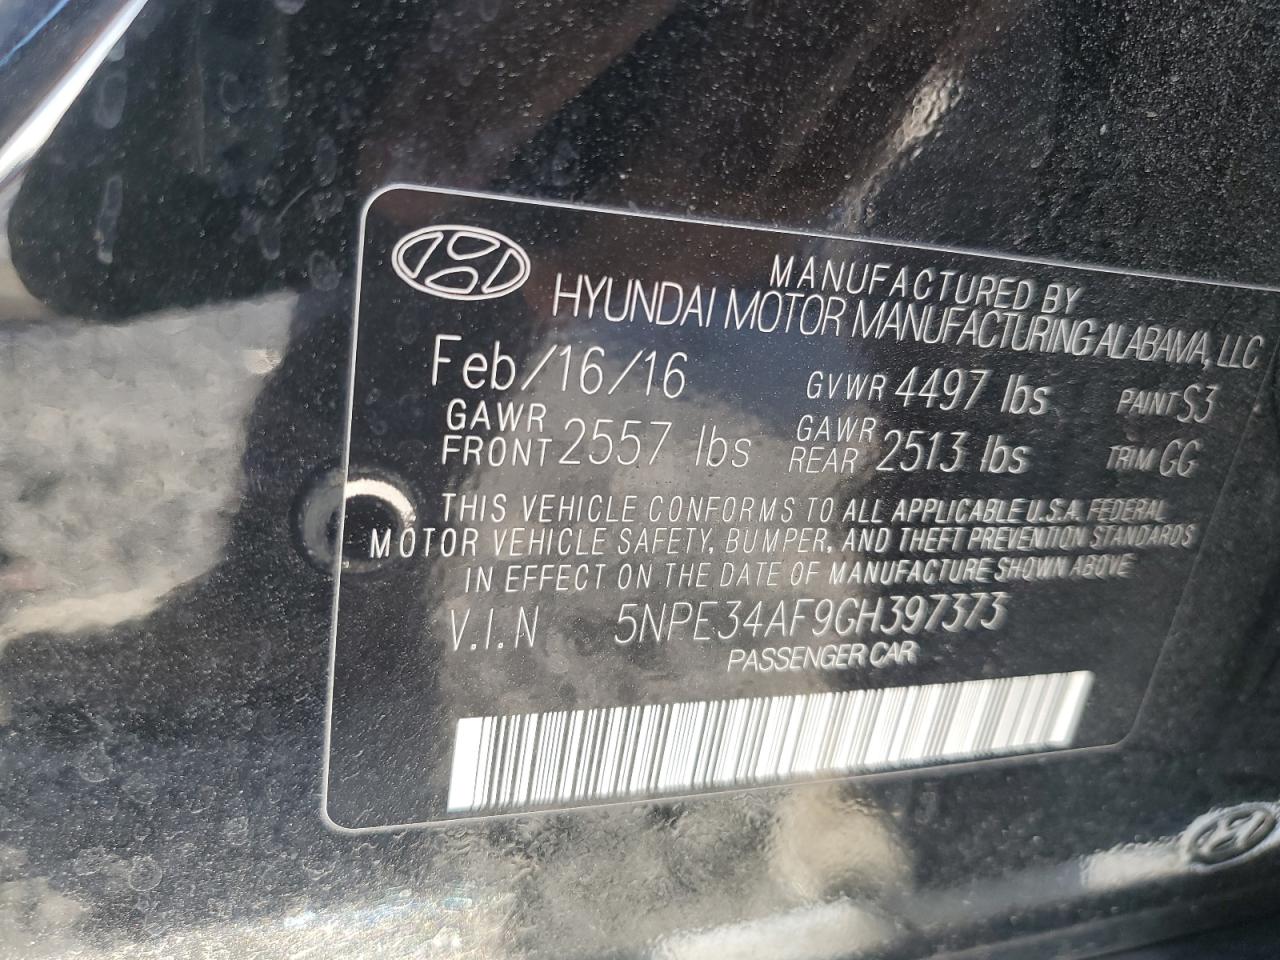 MANUFACTURED BY
HYUNDAI MOTOR MANUFACTURING ALABAMA, LLC
Feb/16/16 GVWR 4497 lbs PAINT S3
GAWR FRONT 2557 lbs GAWR REAR 2513 lbs TRIM GG
THIS VEHICLE CONFORMS TO ALL APPLICABLE U.S.A. FEDERAL
MOTOR VEHICLE SAFETY, BUMPER, AND THEFT PREVENTION STANDARDS
IN EFFECT ON THE DATE OF MANUFACTURE SHOWN ABOVE
V.I.N 5NPE34AF9GH397373
PASSENGER CAR